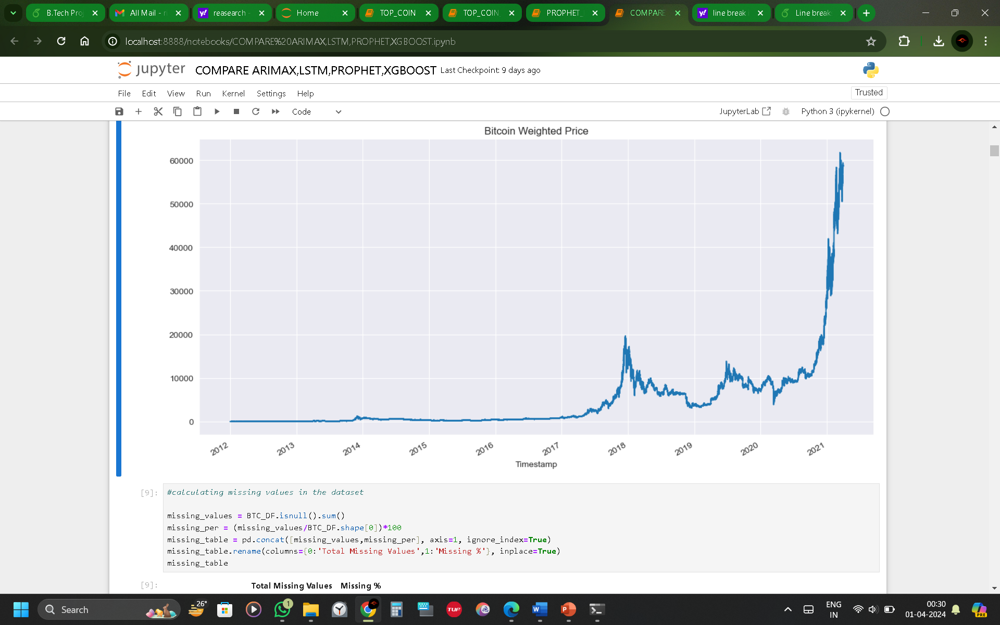 B.Tech Pro
All Mail - ri
reasearch -
Home
TOP_COIN
TOP_COIN
PROPHET_
COMPARE
line break
Line break
localhost:8888/notebooks/COMPARE%20ARIMAX,LSTM,PROPHET,XGBOOST.ipynb
jupyter COMPARE ARIMAX,LSTM,PROPHET,XGBOOST Last Checkpoint: 9 days ago
File Edit View Run Kernel Settings Help
Trusted
Code
JupyterLab
Python 3 (ipykernel)
Bitcoin Weighted Price
60000
50000
40000
30000
20000
10000
0
2012 2013 2014 2015 2016 2017 2018 2019 2020 2021
Timestamp
[9]:
#calculating missing values in the dataset
missing_values = BTC_DF.isnull().sum()
missing_per = (missing_values/BTC_DF.shape[0])*100
missing_table = pd.concat([missing_values,missing_per], axis=1, ignore_index=True)
missing_table.rename(columns={0:'Total Missing Values',1:'Missing %'}, inplace=True)
missing_table
[9]:
Total Missing Values Missing %
Search
26°
1
TUF
ENG
IN
00:30
01-04-2024
PRE